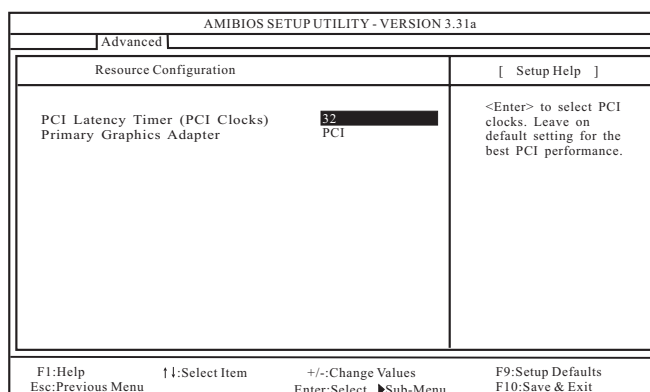 AMIBIOS SETUP UTILITY - VERSION 3.31a
Advanced
Resource Configuration
[ Setup Help ]
PCI Latency Timer (PCI Clocks) 32
Primary Graphics Adapter PCI
<Enter> to select PCI
clocks. Leave on
default setting for the
best PCI performance.
F1:Help ↑↓:Select Item +/-:Change Values F9:Setup Defaults
Esc:Previous Menu Enter:Select ▶Sub-Menu F10:Save & Exit